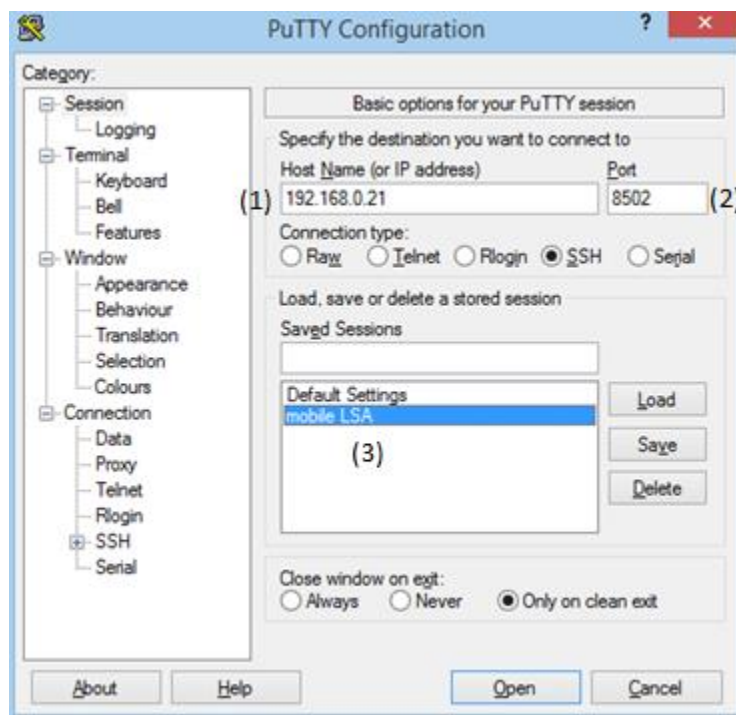 PuTTY Configuration ?
Category:
Session
Logging
Terminal
Keyboard
Bell
Features
Window
Appearance
Behaviour
Translation
Selection
Colours
Connection
Data
Proxy
Telnet
Rlogin
SSH
Serial
Basic options for your PuTTY session
Specify the destination you want to connect to
Host Name (or IP address) Port
(1) 192.168.0.21 8502 (2)
Connection type:
Raw Telnet Rlogin SSH Serial
Load, save or delete a stored session
Saved Sessions
Default Settings
mobile LSA
(3)
Load
Save
Delete
Close window on exit:
Always Never Only on clean exit
About Help Open Cancel